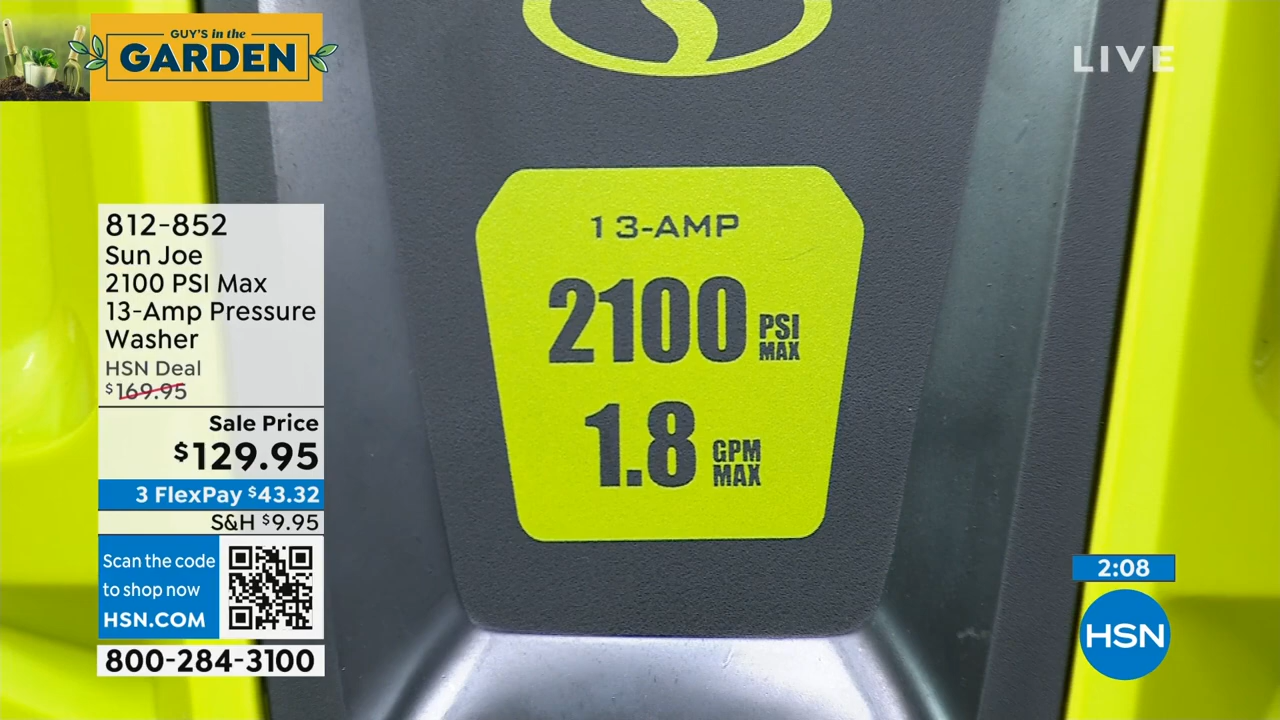 GUY'S in the
GARDEN
LIVE
812-852
Sun Joe
2100 PSI Max
13-Amp Pressure
Washer
HSN Deal
$169.95
Sale Price
$129.95
3 FlexPay $43.32
S&H $9.95
Scan the code
to shop now
HSN.COM
800-284-3100
13-AMP
2100 PSI MAX
1.8 GPM MAX
2:08
HSN